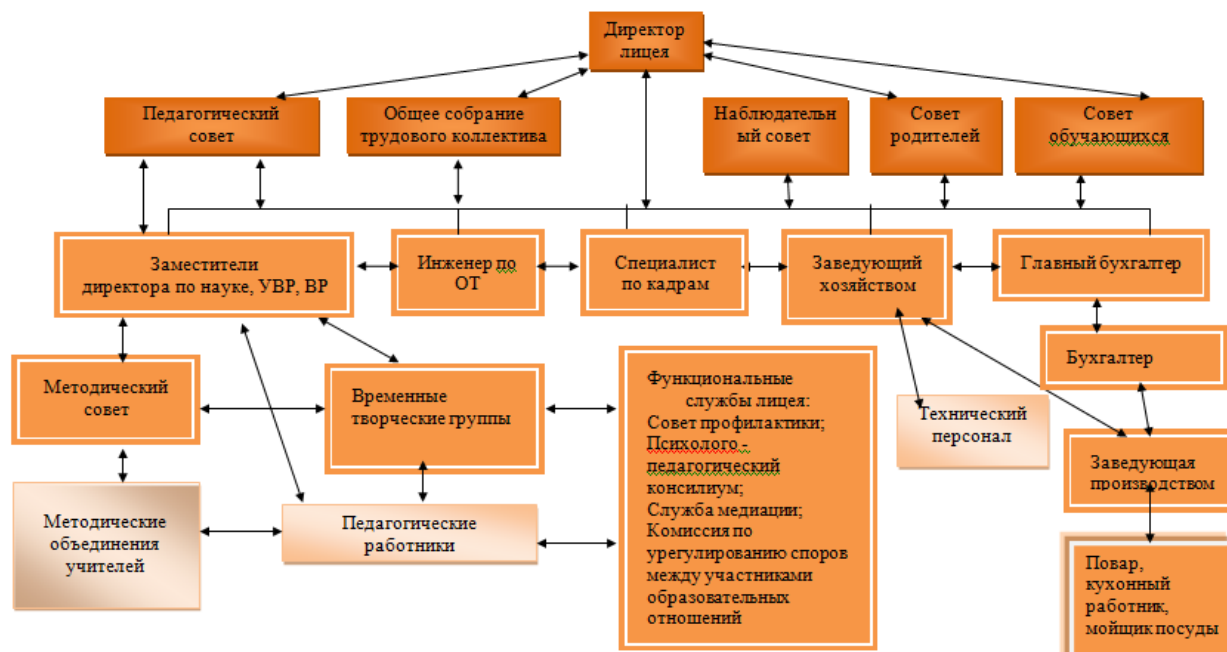 Директор
лицея
Педагогический
совет
Общее собрание
трудового коллектива
Наблюдательн
ый совет
Совет
родителей
Совет
обучающихся
Заместители
директора по науке, УВР, ВР
Инженер по
ОТ
Специалист
по кадрам
Заведующий
хозяйством
Главный бухгалтер
Бухгалтер
Методический
совет
Временные
творческие группы
Функциональные
службы лицея:
Совет профилактики;
Психолого -
педагогический
консилиум;
Служба медиации;
Комиссия по
урегулированию споров
между участниками
образовательных
отношений
Технический
персонал
Заведующая
производством
Методические
объединения
учителей
Педагогические
работники
Повар,
кухонный
работник,
мойщик посуды